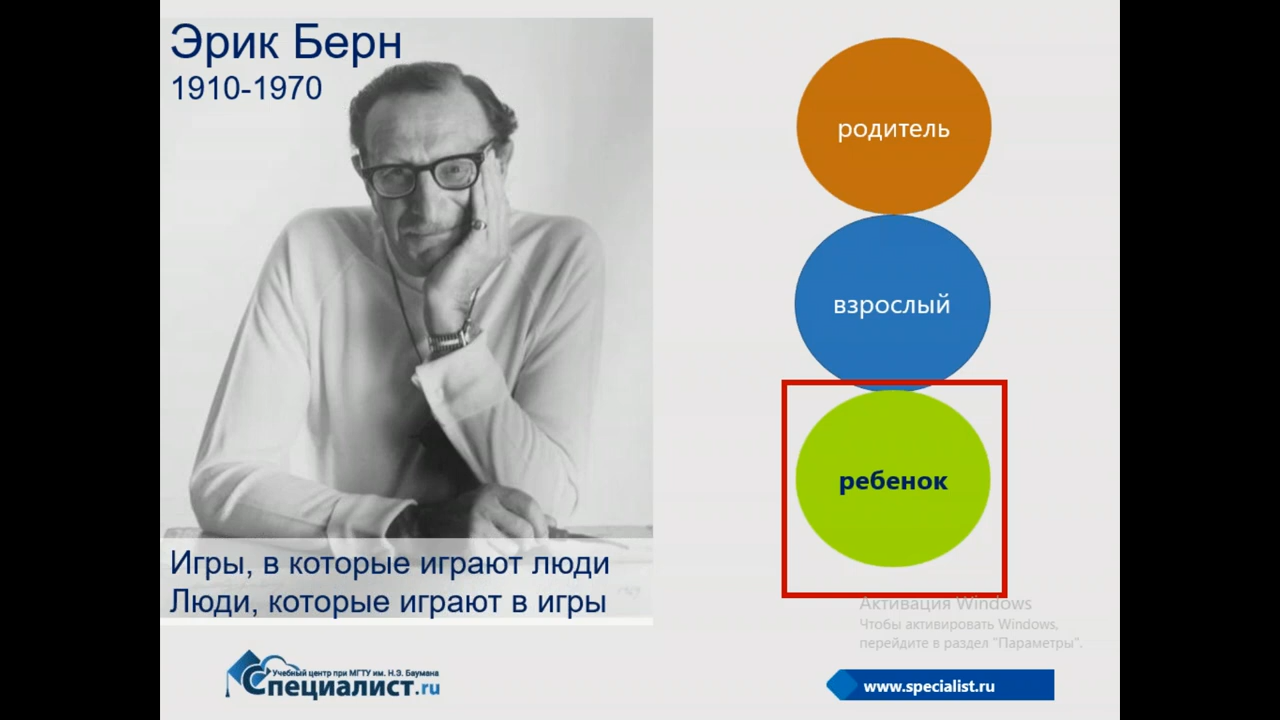 Эрик Берн
1910-1970
Игры, в которые играют люди
Люди, которые играют в игры
родитель
взрослый
ребенок
Активация Windows
Чтобы активировать Windows,
перейдите в раздел "Параметры".
Учебный центр при МГТУ им. Н.Э. Баумана
Специалист.ru
www.specialist.ru